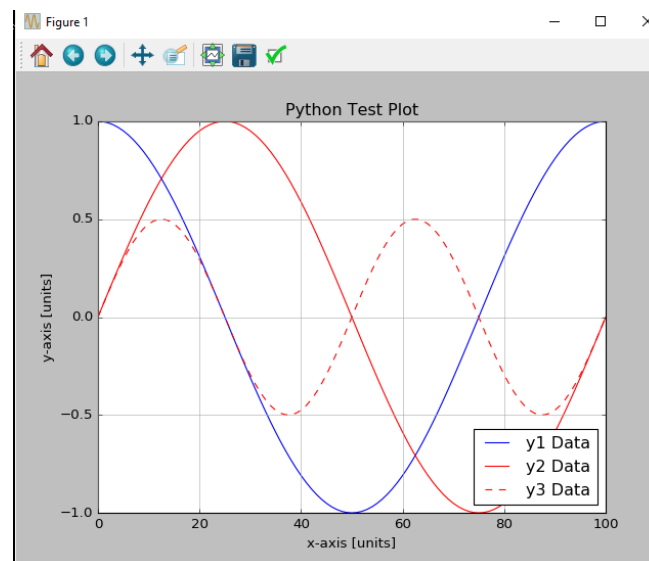 Figure 1
Python Test Plot
1.0
0.5
0.0
−0.5
−1.0
y-axis [units]
0 20 40 60 80 100
x-axis [units]
y1 Data
y2 Data
y3 Data